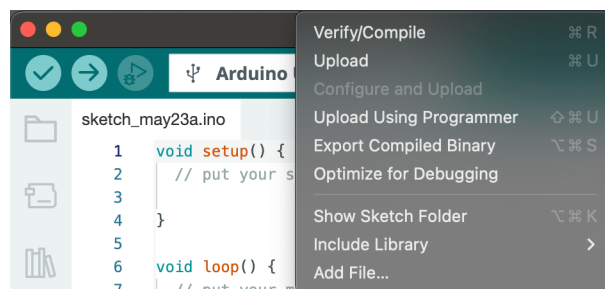 Verify/Compile ⌘ R
Upload ⌘ U
Configure and Upload
Upload Using Programmer ⇧ ⌘ U
Export Compiled Binary ⌥ ⌘ S
Optimize for Debugging
Show Sketch Folder ⌥ ⌘ K
Include Library
Add File...
Arduino
sketch_may23a.ino
1 void setup() {
2 // put your
3
4 }
5
6 void loop() {
7 // put your